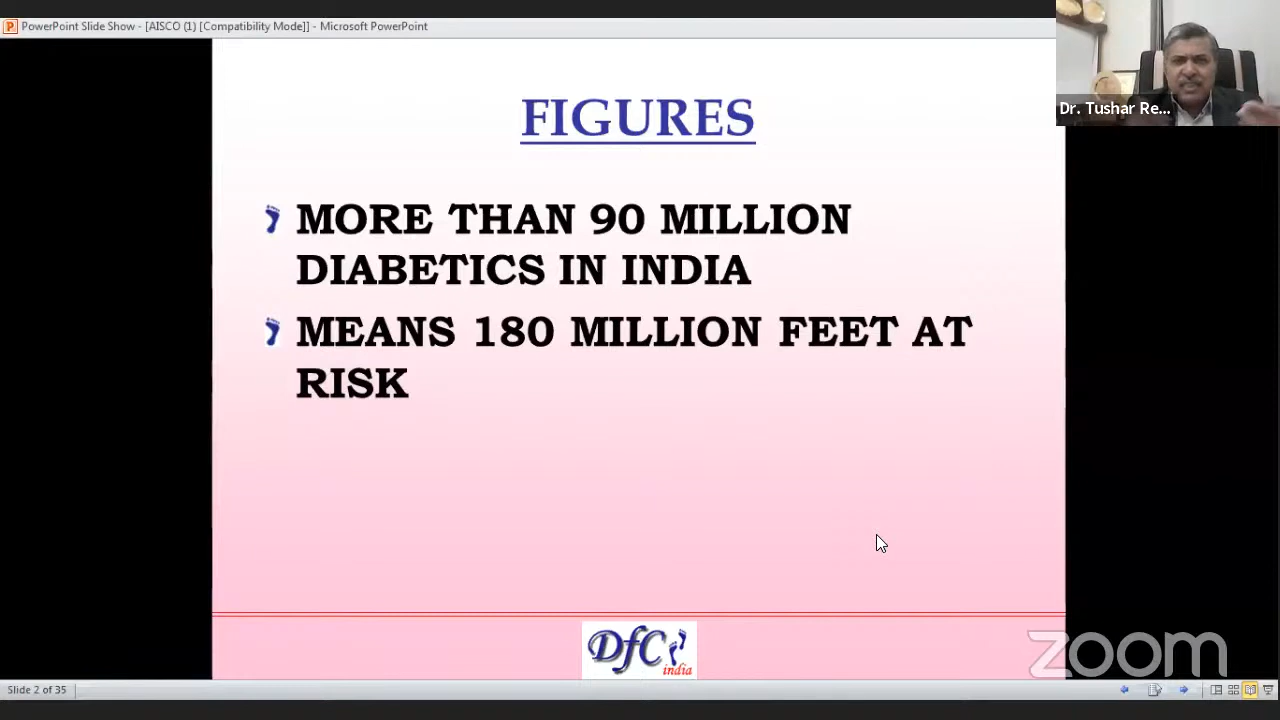 PowerPoint Slide Show - [AISCO (1) [Compatibility Mode]] - Microsoft PowerPoint
Dr. Tushar Re...
FIGURES
MORE THAN 90 MILLION
DIABETICS IN INDIA
MEANS 180 MILLION FEET AT
RISK
DfC
india
zoom
Slide 2 of 35